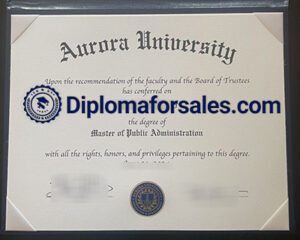 Aurora University
Upon the recommendation of the faculty and the Board of Trustees
has conferred on
Diplomaforsales.com
the degree of
Master of Public Administration
with all the rights, honors, and privileges pertaining to this degree.